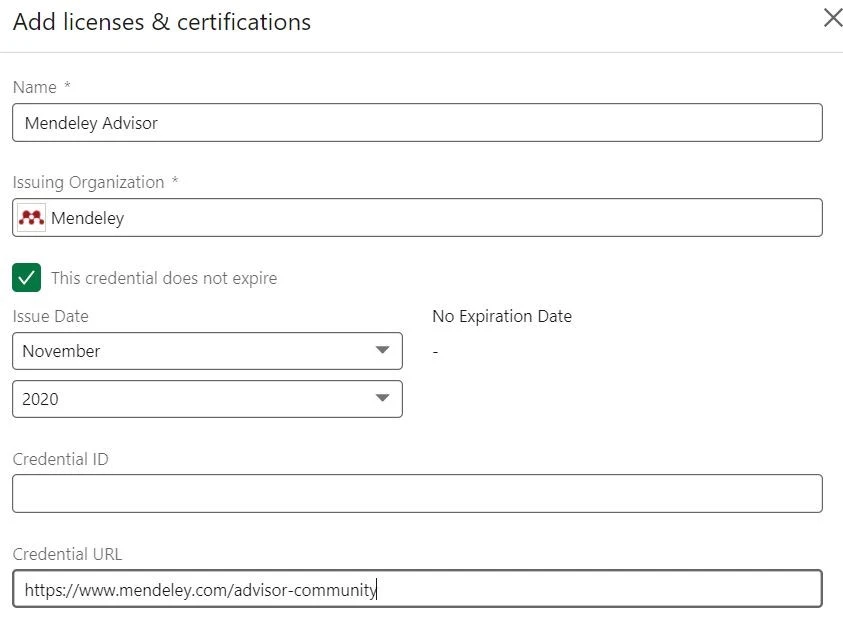 Add licenses & certifications
Name *
Mendeley Advisor
Issuing Organization *
Mendeley
This credential does not expire
Issue Date
No Expiration Date
November
-
2020
Credential ID
Credential URL
https://www.mendeley.com/advisor-community